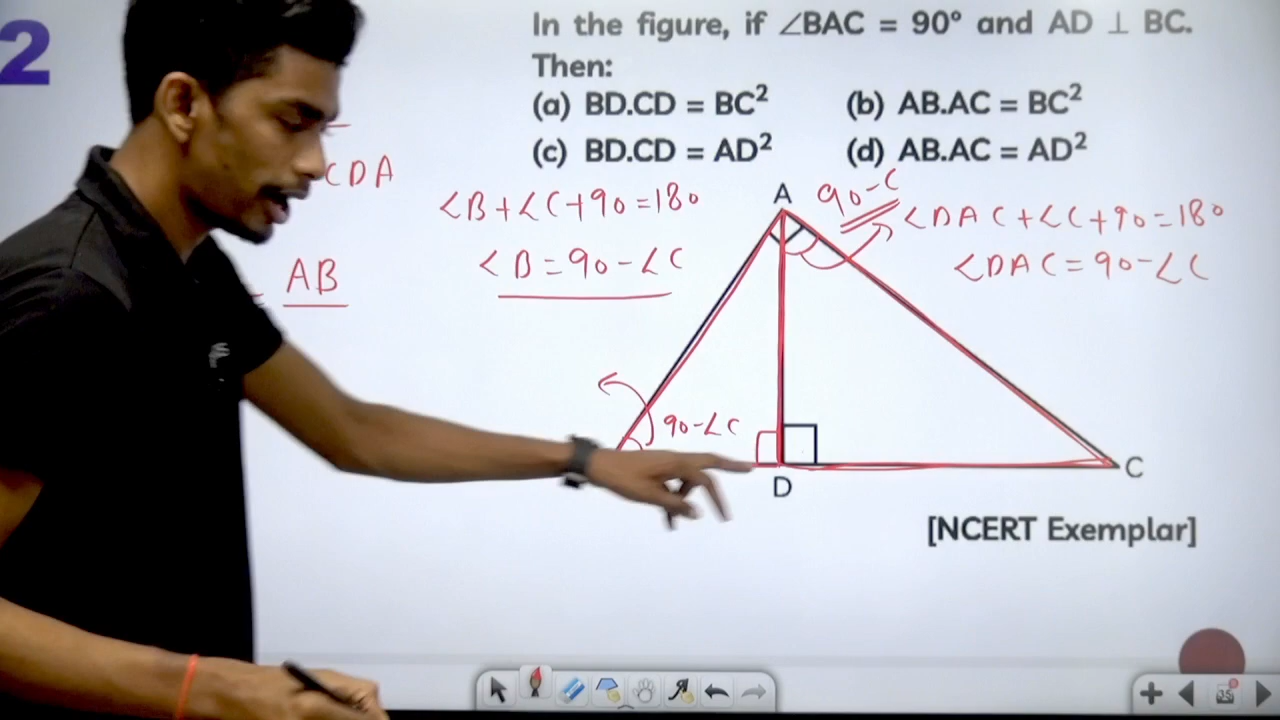 2
In the figure, if ∠BAC = 90° and AD ⊥ BC.
Then:
(a) BD.CD = BC² (b) AB.AC = BC²
(c) BD.CD = AD² (d) AB.AC = AD²
CDA
∠B+∠C+90=180
A
90-C
∠DAC+∠C+90=180
AB
∠B=90-∠C
∠DAC=90-∠C
90-∠C
D
C
[NCERT Exemplar]
15